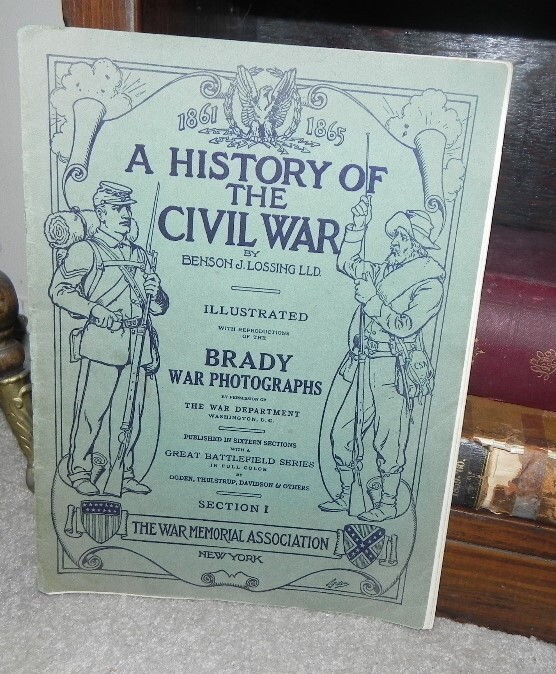 1861 1865
A HISTORY OF
THE
CIVIL WAR
BY
BENSON J. LOSSING LLD.
ILLUSTRATED
WITH REPRODUCTIONS
OF THE
BRADY
WAR PHOTOGRAPHS
BY PERMISSION OF
THE WAR DEPARTMENT
WASHINGTON, D. C.
PUBLISHED IN SIXTEEN SECTIONS
WITH A
GREAT BATTLEFIELD SERIES
IN FULL COLOR
BY
OGDEN, THULSTRUP, DAVIDSON & OTHERS
SECTION I
THE WAR MEMORIAL ASSOCIATION
NEW YORK